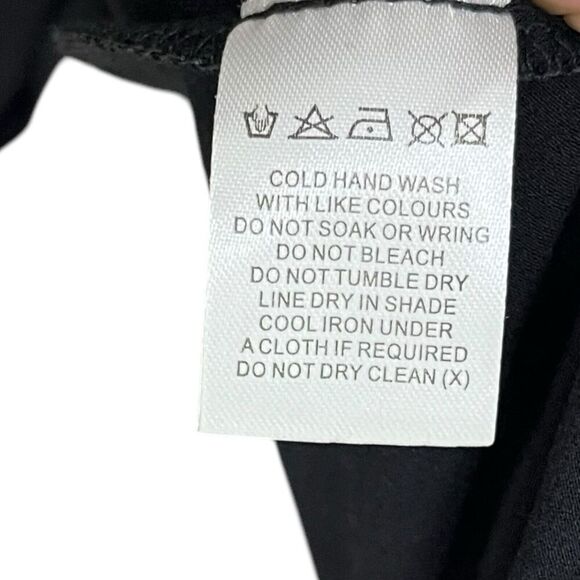 COLD HAND WASH
WITH LIKE COLOURS
DO NOT SOAK OR WRING
DO NOT BLEACH
DO NOT TUMBLE DRY
LINE DRY IN SHADE
COOL IRON UNDER
A CLOTH IF REQUIRED
DO NOT DRY CLEAN (X)